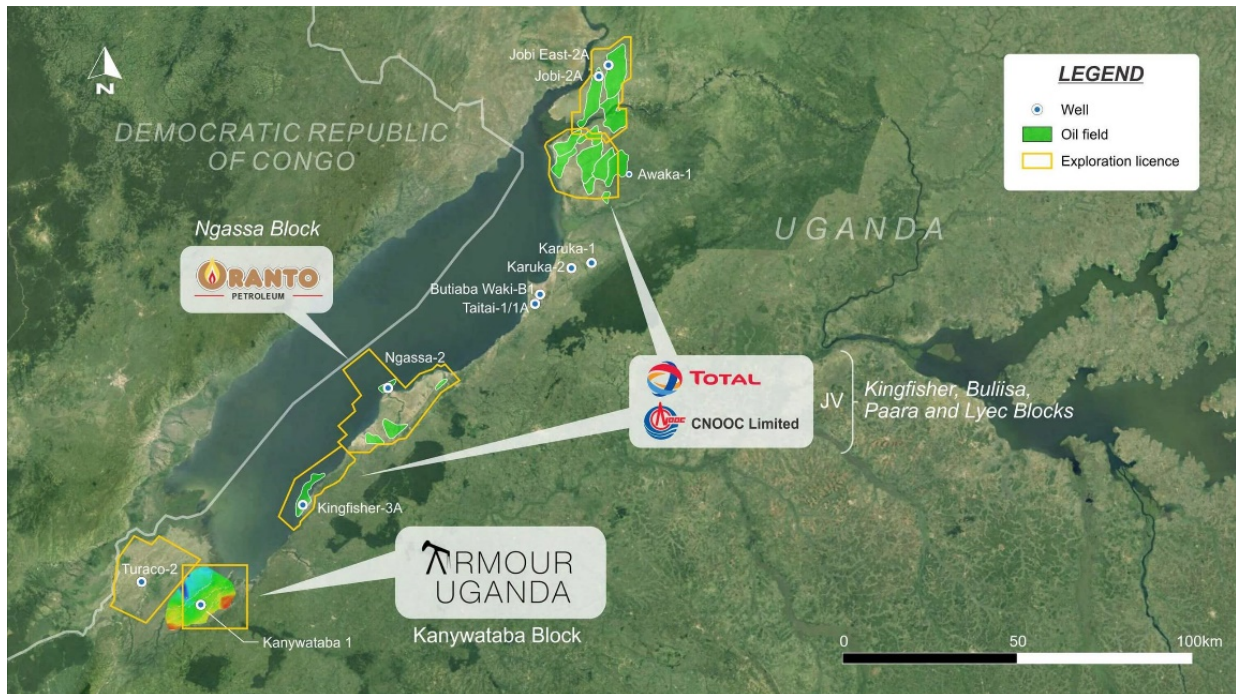 N
DEMOCRATIC REPUBLIC
OF CONGO
Jobi East-2A
Jobi-2A
LEGEND
Well
Oil field
Exploration licence
Awaka-1
UGANDA
Ngassa Block
ORANTO
PETROLEUM
Karuka-1
Karuka-2
Butiaba Waki-B1
Taitai-1/1A
Ngassa-2
TOTAL
CNOOC
CNOOC Limited
JV
Kingfisher, Buliisa,
Paara and Lyec Blocks
Kingfisher-3A
Turaco-2
ARMOUR
UGANDA
Kanywataba Block
Kanywataba 1
0 50 100km